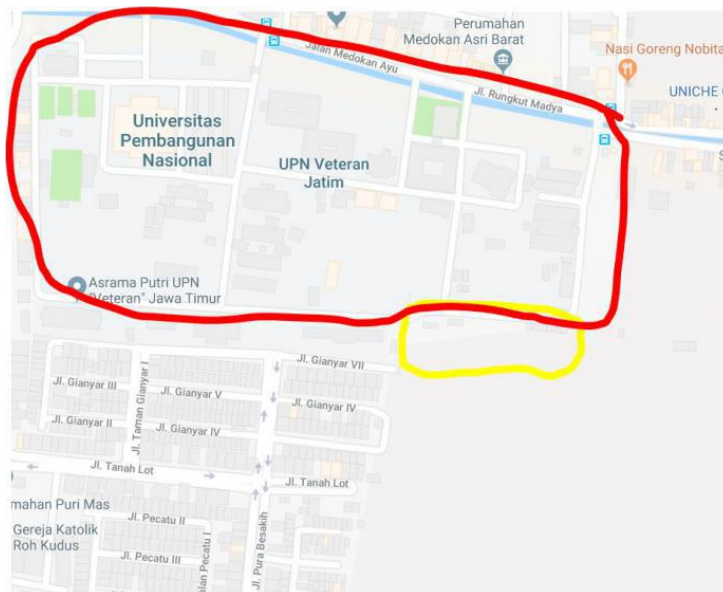 Perumahan
Medokan Asri Barat
Jalan Medokan Ayu
Nasi Goreng Nobita
Jl. Rungkut Madya
UNICHE
Universitas
Pembangunan
Nasional
UPN Veteran
Jatim
Asrama Putri UPN
"Veteran" Jawa Timur
Jl. Gianyar VII
Jl. Gianyar III
Jl. Taman Gianyar I
Jl. Gianyar V
Jl. Gianyar IV
Jl. Gianyar II
Jl. Gianyar IV
Jl. Tanah Lot
Jl. Tanah Lot
mahan Puri Mas
Jl. Pecatu II
Gereja Katolik
Roh Kudus
Jl. Pecatu III
alan Pecatu I
Jl. Pura Besakih